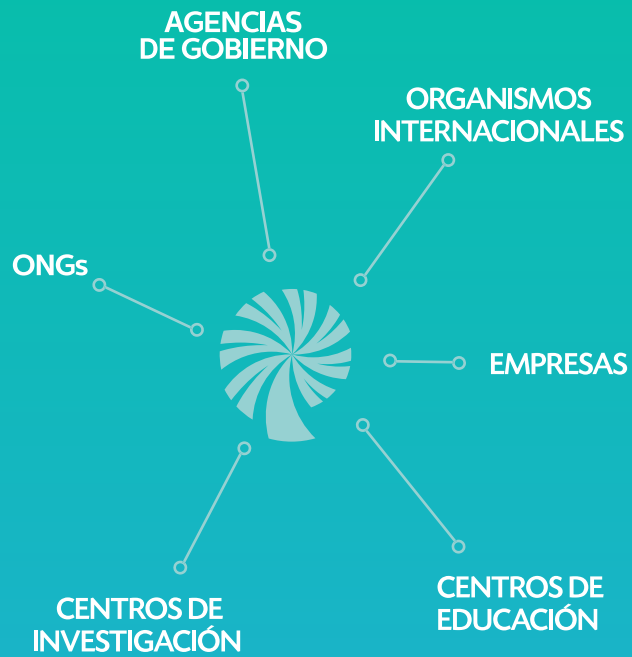 AGENCIAS
DE GOBIERNO
ORGANISMOS
INTERNACIONALES
ONGs
EMPRESAS
CENTROS DE
EDUCACIÓN
CENTROS DE
INVESTIGACIÓN